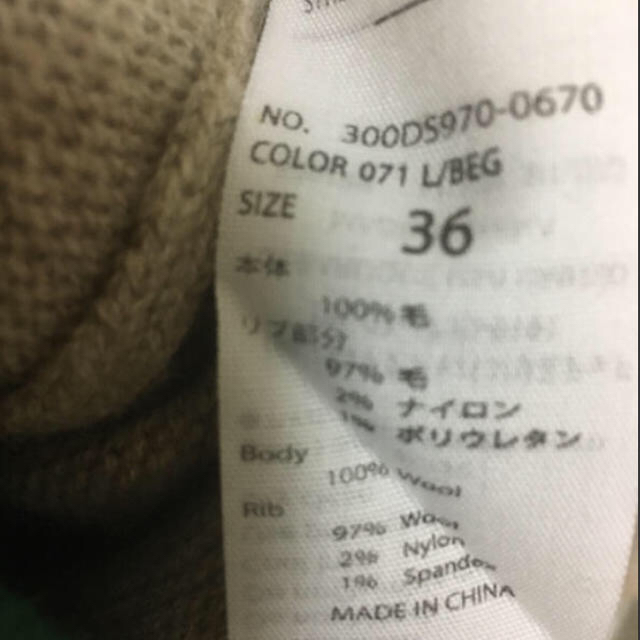 NO. 300DS970-0670
COLOR 071 L/BEG
SIZE 36
本体
100% 毛
リブ部分
97% 毛
2% ナイロン
1% ポリウレタン
Body
100% Wool
Rib
97% Wool
2% Nylon
1% Spandex
MADE IN CHINA